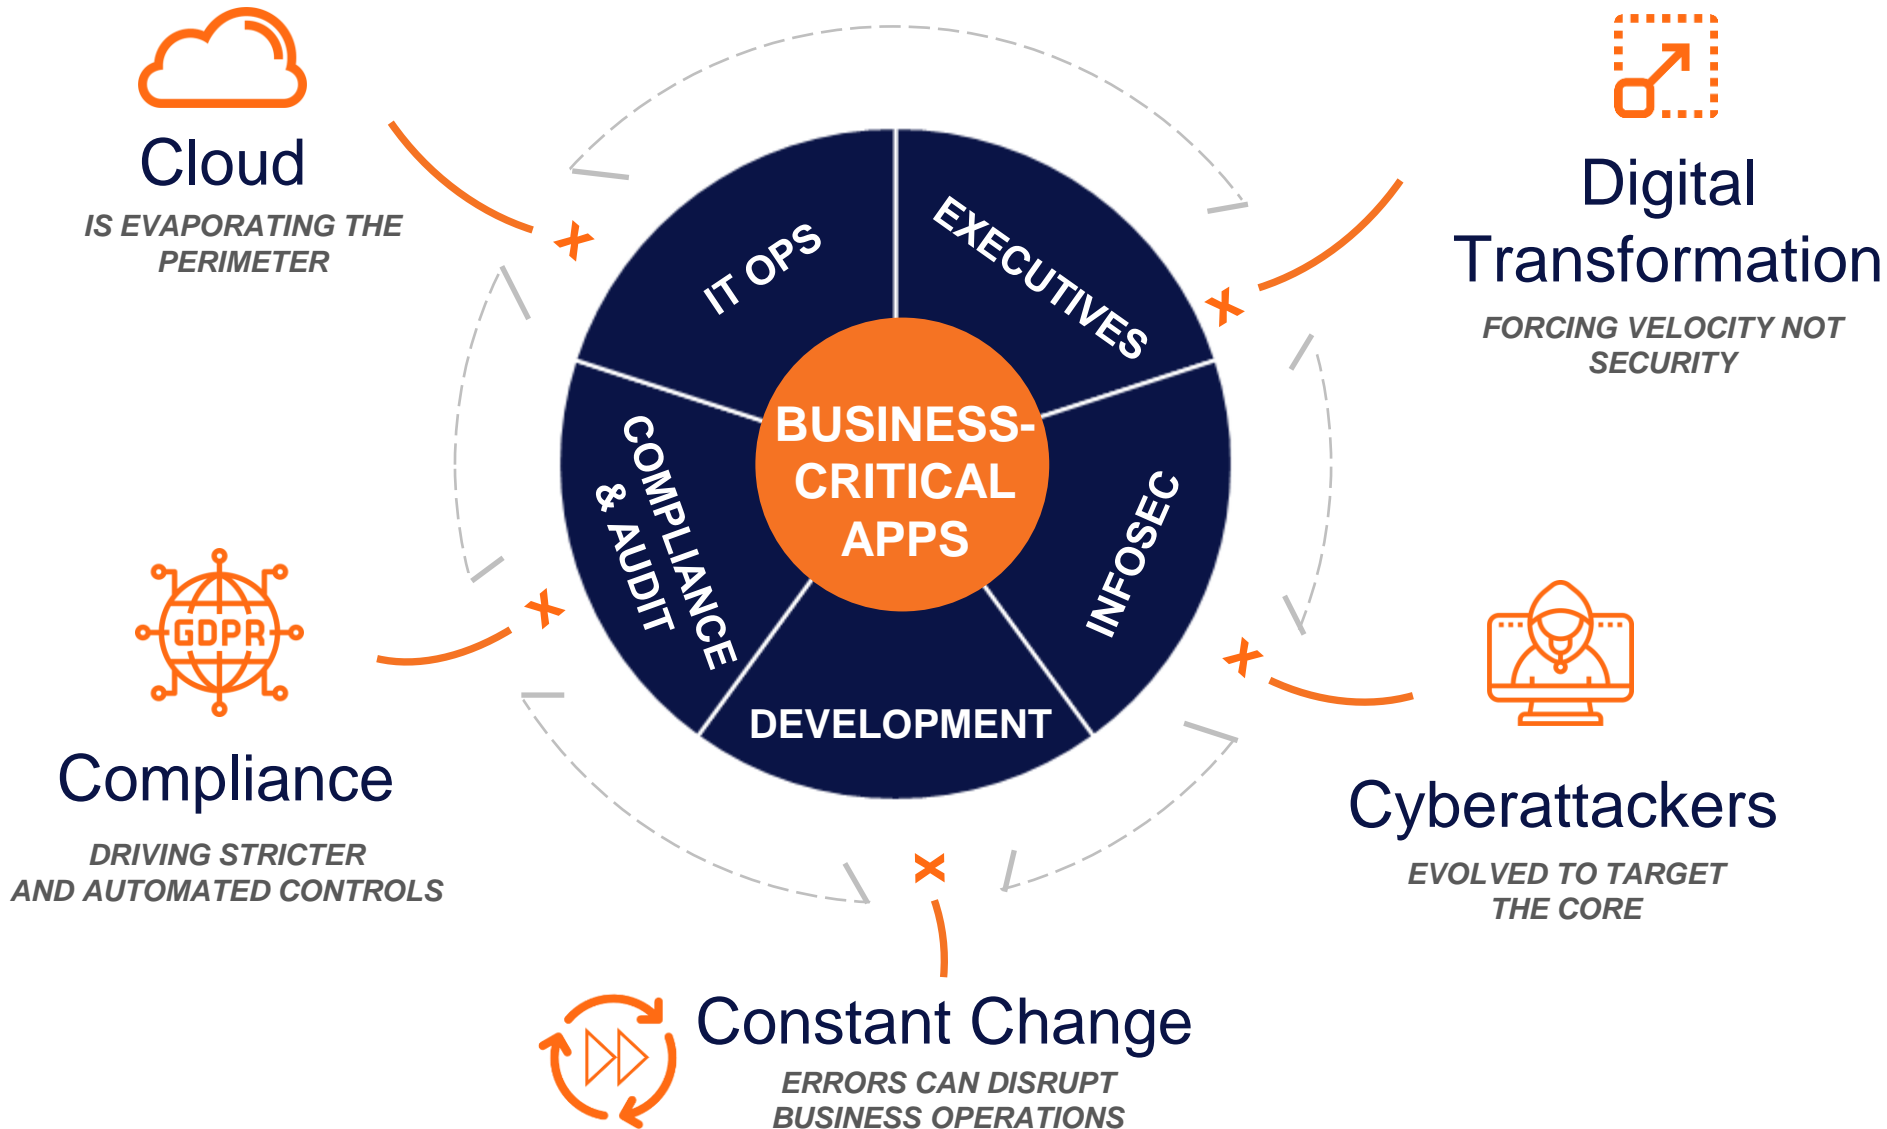 Cloud
IS EVAPORATING THE
PERIMETER
Digital
Transformation
FORCING VELOCITY NOT
SECURITY
IT OPS
EXECUTIVES
BUSINESS-
CRITICAL
APPS
COMPLIANCE
& AUDIT
INFOSEC
DEVELOPMENT
GDPR
Compliance
DRIVING STRICTER
AND AUTOMATED CONTROLS
Cyberattackers
EVOLVED TO TARGET
THE CORE
Constant Change
ERRORS CAN DISRUPT
BUSINESS OPERATIONS